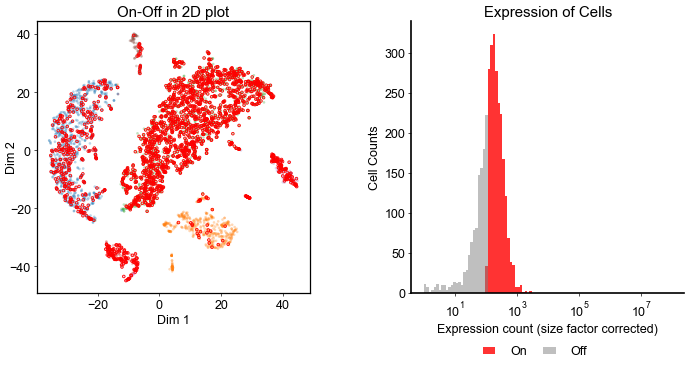 On-Off in 2D plot
40
20
0
−20
−40
Dim 2
−20 0 20 40
Dim 1
Expression of Cells
300
250
200
150
100
50
0
Cell Counts
10^1 10^3 10^5 10^7
Expression count (size factor corrected)
On Off